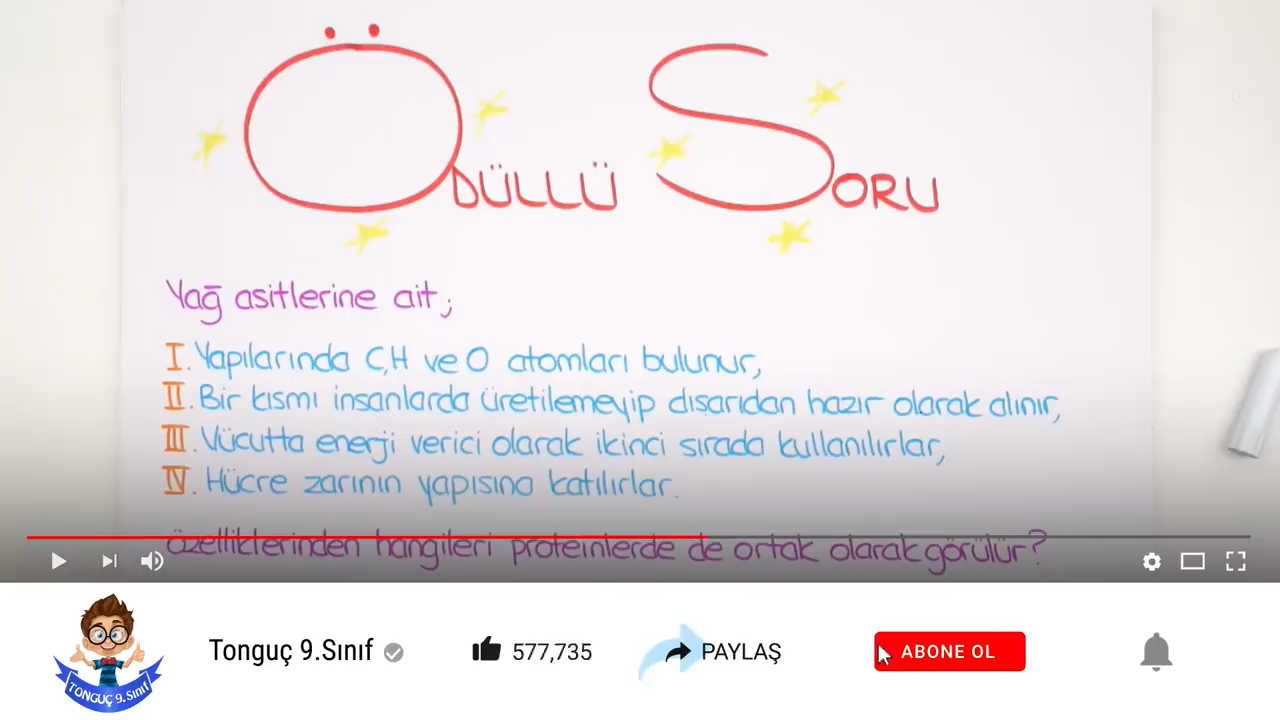 ÖDÜLLÜ SORU
Yağ asitlerine ait;
I. Yapılarında C,H ve O atomları bulunur,
II. Bir kısmı insanlarda üretilemeyip dışarıdan hazır olarak alınır,
III. Vücutta enerji verici olarak ikinci sırada kullanılırlar,
IV. Hücre zarının yapısına katılırlar.
özelliklerinden hangileri proteinlerde de ortak olarak görülür?
Tonguç 9.Sınıf
577,735
PAYLAŞ
ABONE OL
TONGUÇ 9.Sınıf